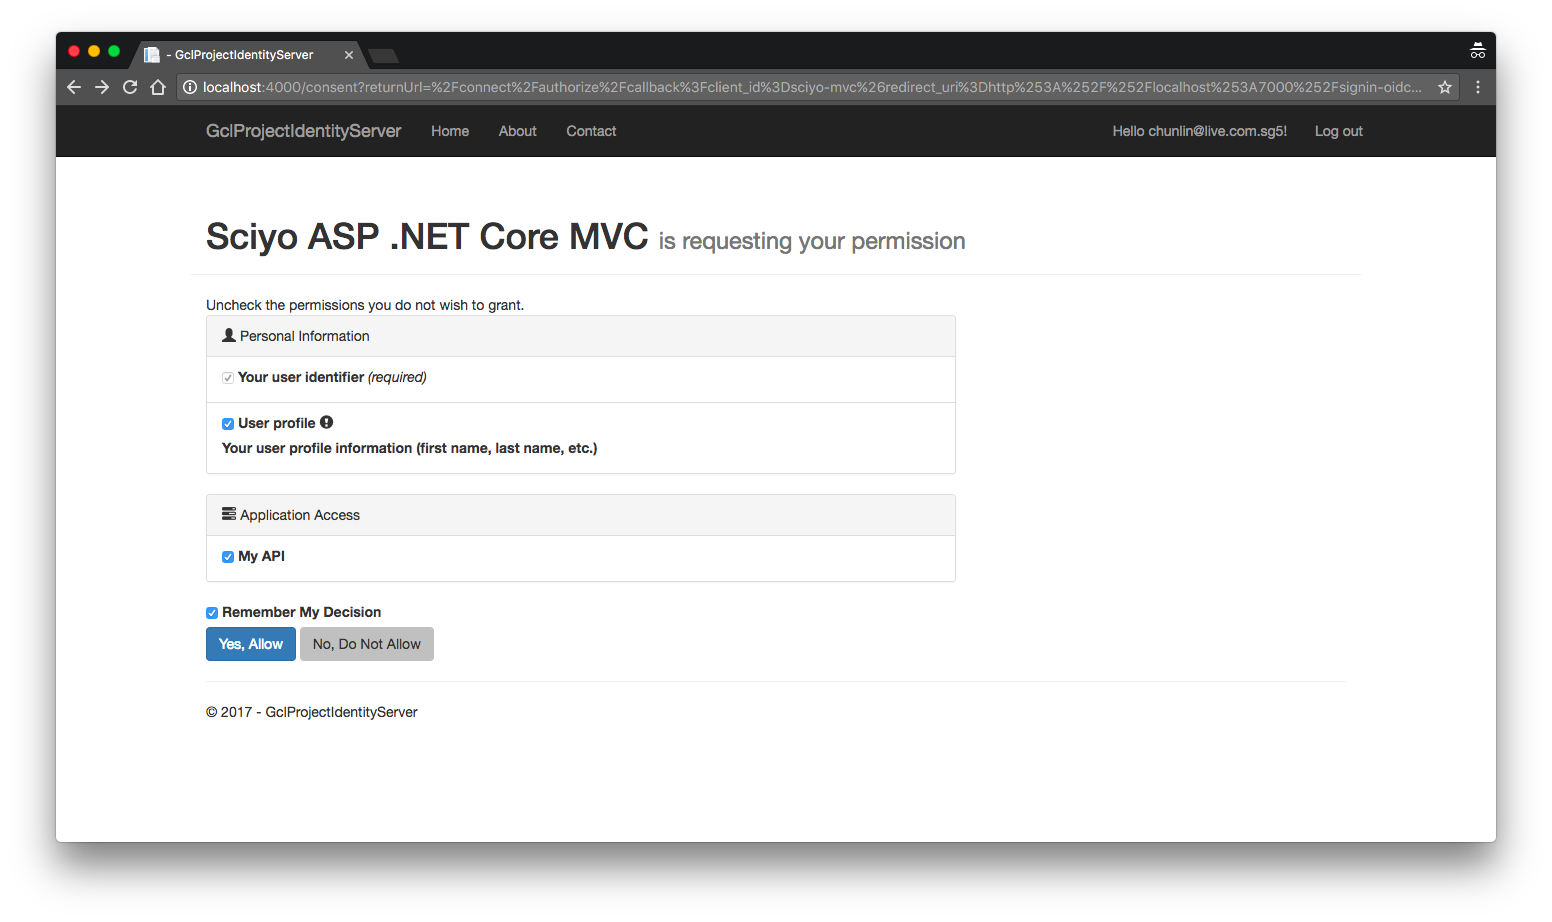 - GclProjectIdentityServer
localhost:4000/consent?returnUrl=%2Fconnect%2Fauthorize%2Fcallback%3Fclient_id%3Dsciyo-mvc%26redirect_uri%3Dhttp%253A%252F%252Flocalhost%253A7000%252Fsignin-oidc...
GclProjectIdentityServer Home About Contact Hello chunlin@live.com.sg5! Log out
Sciyo ASP .NET Core MVC is requesting your permission
Uncheck the permissions you do not wish to grant.
Personal Information
Your user identifier (required)
User profile
Your user profile information (first name, last name, etc.)
Application Access
My API
Remember My Decision
Yes, Allow No, Do Not Allow
© 2017 - GclProjectIdentityServer